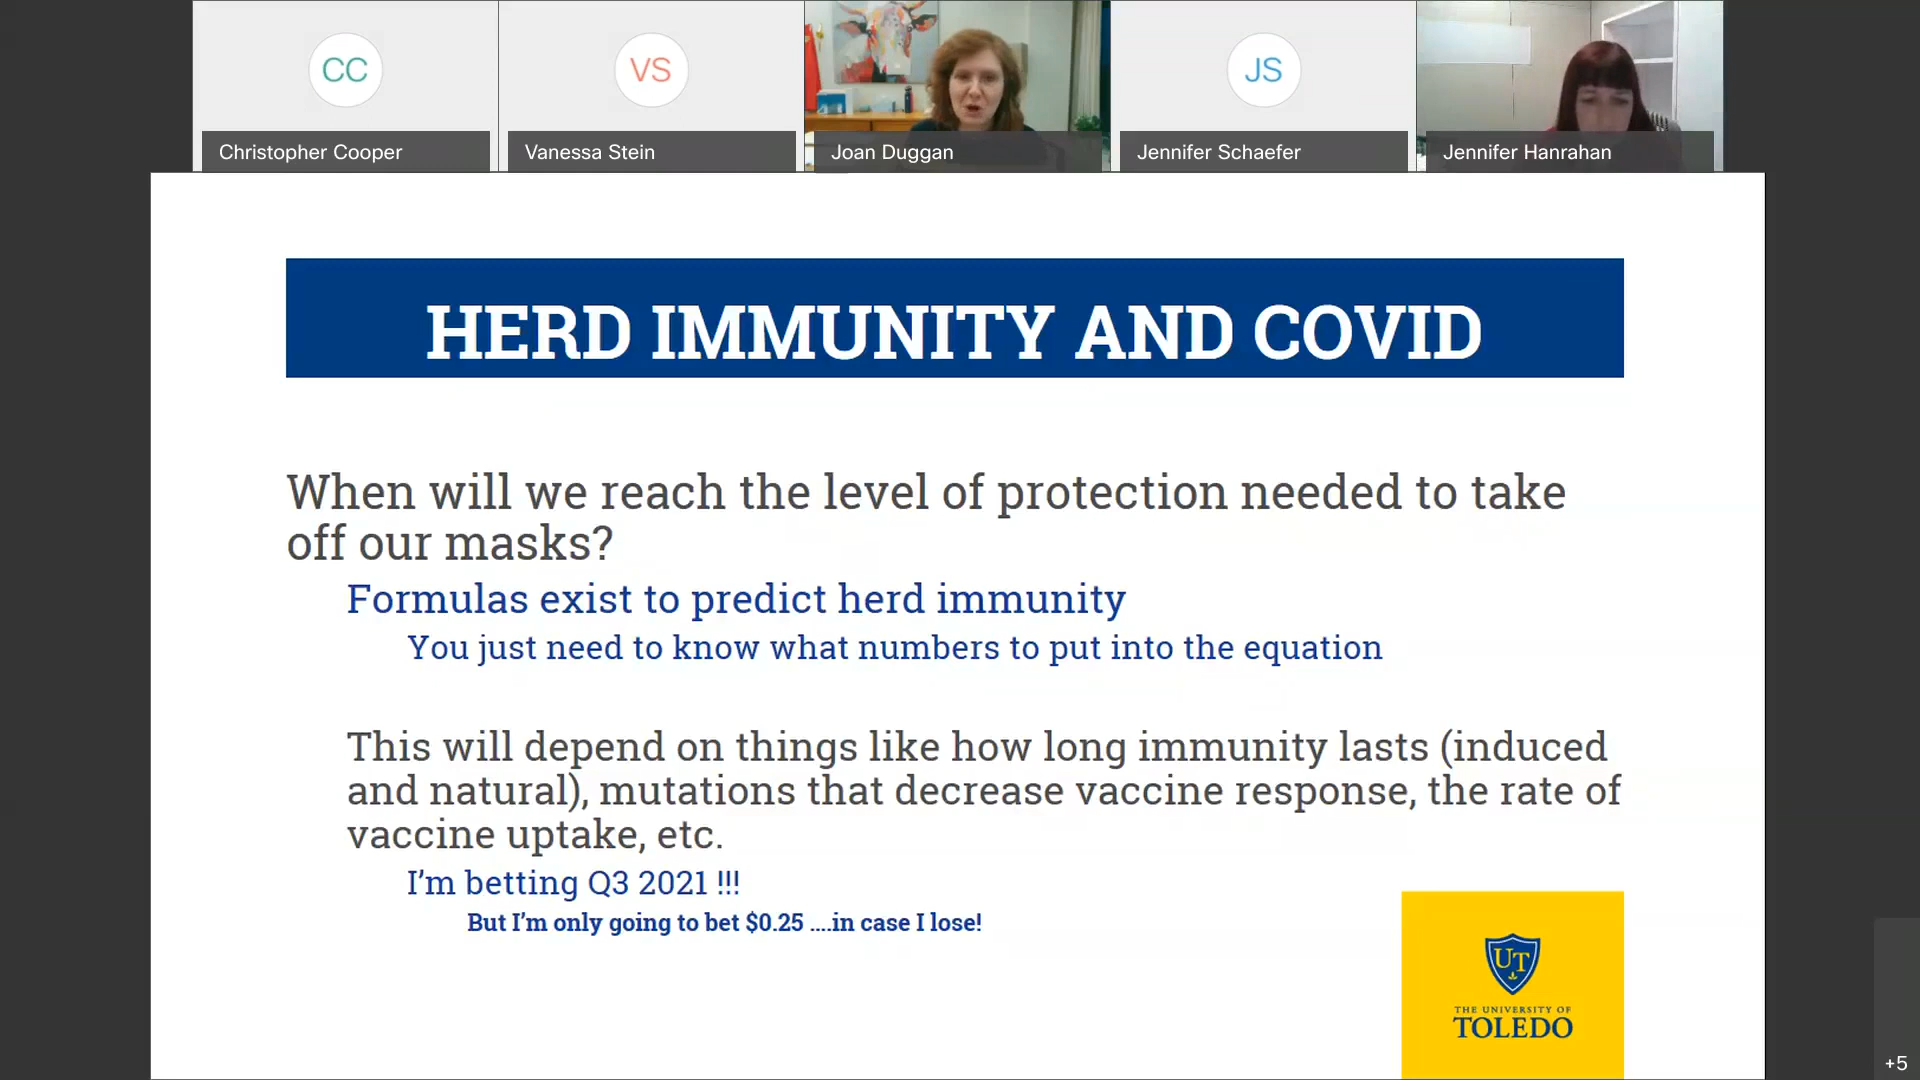 CC
VS
JS
Christopher Cooper
Vanessa Stein
Joan Duggan
Jennifer Schaefer
Jennifer Hanrahan
HERD IMMUNITY AND COVID
When will we reach the level of protection needed to take
off our masks?
Formulas exist to predict herd immunity
You just need to know what numbers to put into the equation
This will depend on things like how long immunity lasts (induced
and natural), mutations that decrease vaccine response, the rate of
vaccine uptake, etc.
I'm betting Q3 2021 !!!
But I'm only going to bet $0.25 ....in case I lose!
UT
THE UNIVERSITY OF
TOLEDO
+5